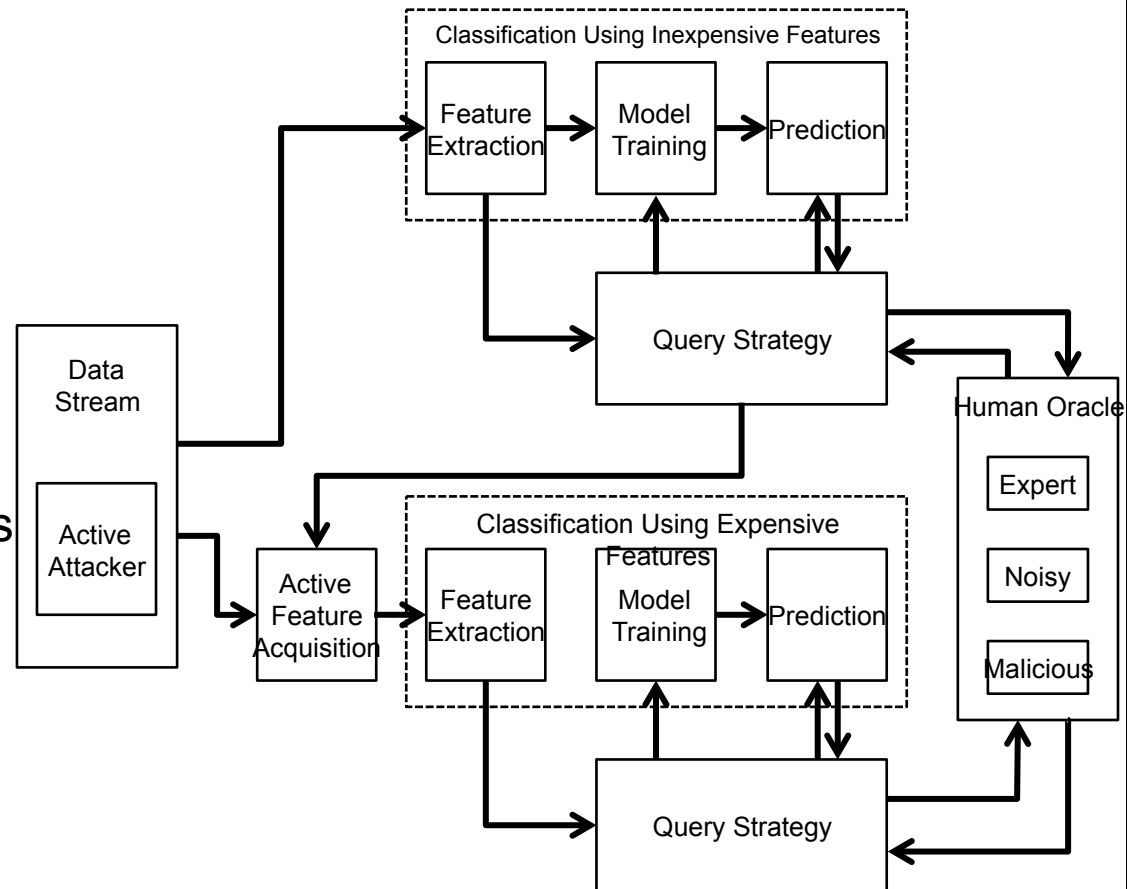 Classification Using Inexpensive Features
Feature
Extraction
Model
Training
Prediction
Query Strategy
Data
Stream
Active
Attacker
s
Human Oracle
Expert
Noisy
Malicious
Active
Feature
Acquisition
Classification Using Expensive
Features
Feature
Extraction
Model
Training
Prediction
Query Strategy